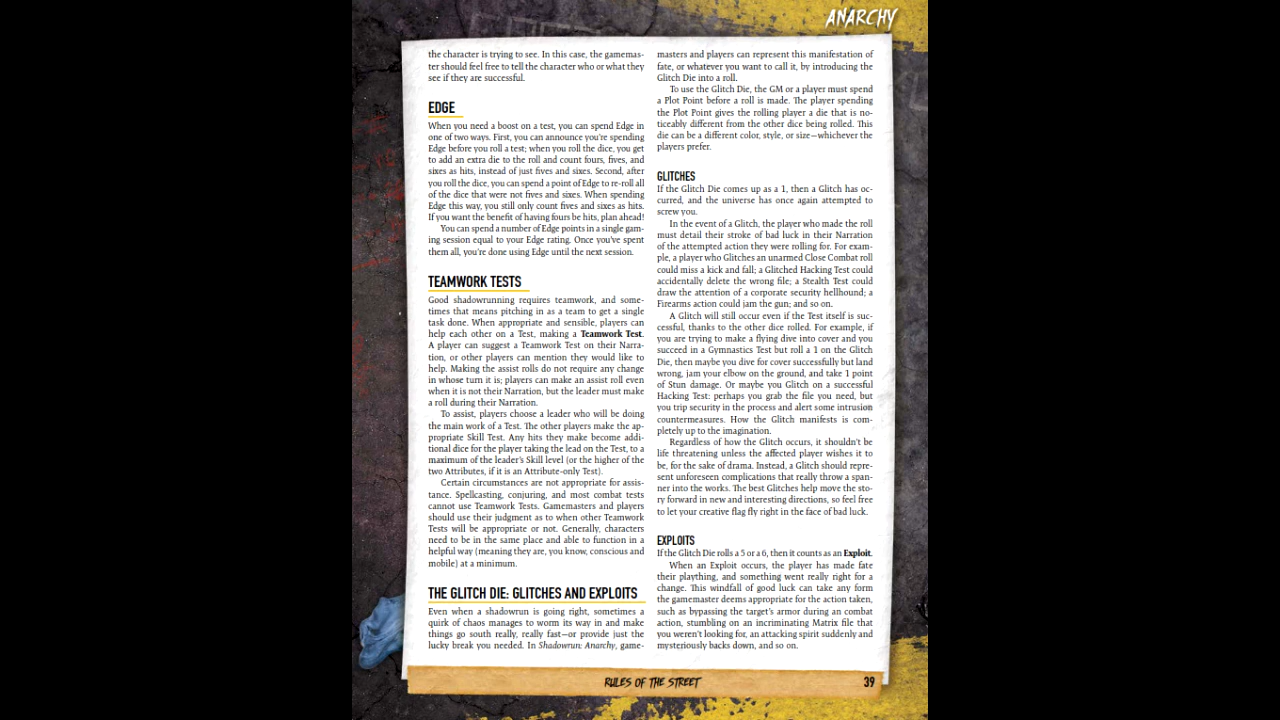 ANARCHY
the character is trying to see. In this case, the gamemas-
ter should feel free to tell the character who or what they
see if they are successful.
EDGE
When you need a boost on a test, you can spend Edge in
one of two ways. First, you can announce you're spending
Edge before you roll a test; when you roll the dice, you get
to add an extra die to the roll and count fours, fives, and
sixes as hits, instead of just fives and sixes. Second, after
you roll the dice, you can spend a point of Edge to re-roll all
of the dice that were not fives and sixes. When spending
Edge this way, you still only count fives and sixes as hits.
If you want the benefit of having fours be hits, plan ahead!
You can spend a number of Edge points in a single gam-
ing session equal to your Edge rating. Once you've spent
them all, you're done using Edge until the next session.
TEAMWORK TESTS
Good shadowrunning requires teamwork, and some-
times that means pitching in as a team to get a single
task done. When appropriate and sensible, players can
help each other on a Test, making a Teamwork Test.
A player can suggest a Teamwork Test on their Narra-
tion, or other players can mention they would like to
help. Making the assist rolls do not require any change
in whose turn it is; players can make an assist roll even
when it is not their Narration, but the leader must make
a roll during their Narration.
To assist, players choose a leader who will be doing
the main work of a Test. The other players make the ap-
propriate Skill Test. Any hits they make become addi-
tional dice for the player taking the lead on the Test, to a
maximum of the leader's Skill level (or the higher of the
two Attributes, if it is an Attribute-only Test).
Certain circumstances are not appropriate for assis-
tance. Spellcasting, conjuring, and most combat tests
cannot use Teamwork Tests. Gamemasters and players
should use their judgment as to when other Teamwork
Tests will be appropriate or not. Generally, characters
need to be in the same place and able to function in a
helpful way (meaning they are, you know, conscious and
mobile) at a minimum.
THE GLITCH DIE: GLITCHES AND EXPLOITS
Even when a shadowrun is going right, sometimes a
quirk of chaos manages to worm its way in and make
things go south really, really fast—or provide just the
lucky break you needed. In Shadowrun: Anarchy, game-
masters and players can represent this manifestation of
fate, or whatever you want to call it, by introducing the
Glitch Die into a roll.
To use the Glitch Die, the GM or a player must spend
a Plot Point before a roll is made. The player spending
the Plot Point gives the rolling player a die that is no-
ticeably different from the other dice being rolled. This
die can be a different color, style, or size—whichever the
players prefer.
GLITCHES
If the Glitch Die comes up as a 1, then a Glitch has oc-
curred, and the universe has once again attempted to
screw you.
In the event of a Glitch, the player who made the roll
must detail their stroke of bad luck in their Narration
of the attempted action they were rolling for. For exam-
ple, a player who Glitches an unarmed Close Combat roll
could miss a kick and fall; a Glitched Hacking Test could
accidentally delete the wrong file; a Stealth Test could
draw the attention of a corporate security hellhound; a
Firearms action could jam the gun; and so on.
A Glitch will still occur even if the Test itself is suc-
cessful, thanks to the other dice rolled. For example, if
you are trying to make a flying dive into cover and you
succeed in a Gymnastics Test but roll a 1 on the Glitch
Die, then maybe you dive for cover successfully but land
wrong, jam your elbow on the ground, and take 1 point
of Stun damage. Or maybe you Glitch on a successful
Hacking Test: perhaps you grab the file you need, but
you trip security in the process and alert some intrusion
countermeasures. How the Glitch manifests is com-
pletely up to the imagination.
Regardless of how the Glitch occurs, it shouldn't be
life threatening unless the affected player wishes it to
be, for the sake of drama. Instead, a Glitch should repre-
sent unforeseen complications that really throw a span-
ner into the works. The best Glitches help move the sto-
ry forward in new and interesting directions, so feel free
to let your creative flag fly right in the face of bad luck.
EXPLOITS
If the Glitch Die rolls a 5 or a 6, then it counts as an Exploit.
When an Exploit occurs, the player has made fate
their plaything, and something went really right for a
change. This windfall of good luck can take any form
the gamemaster deems appropriate for the action taken,
such as bypassing the target's armor during an combat
action, stumbling on an incriminating Matrix file that
you weren't looking for, an attacking spirit suddenly and
mysteriously backs down, and so on.
RULES OF THE STREET
39